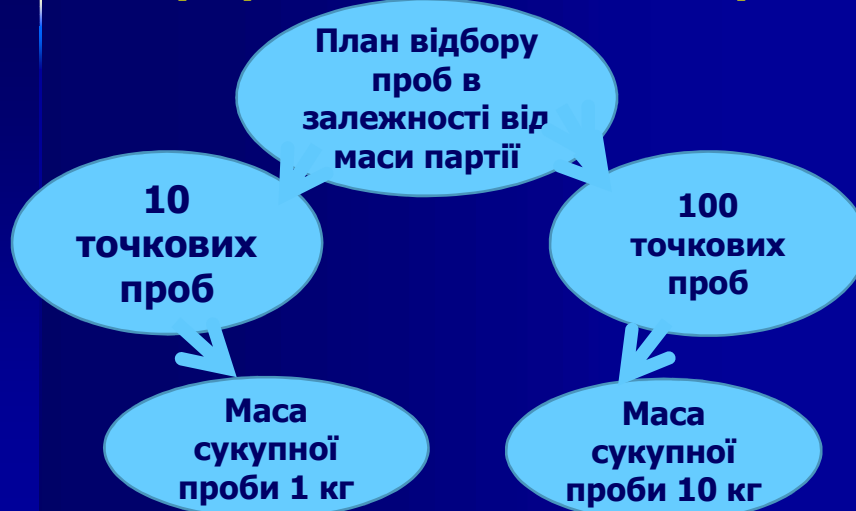 План відбору
проб в
залежності від
маси партії
10
точкових
проб
100
точкових
проб
Маса
сукупної
проби 1 кг
Маса
сукупної
проби 10 кг